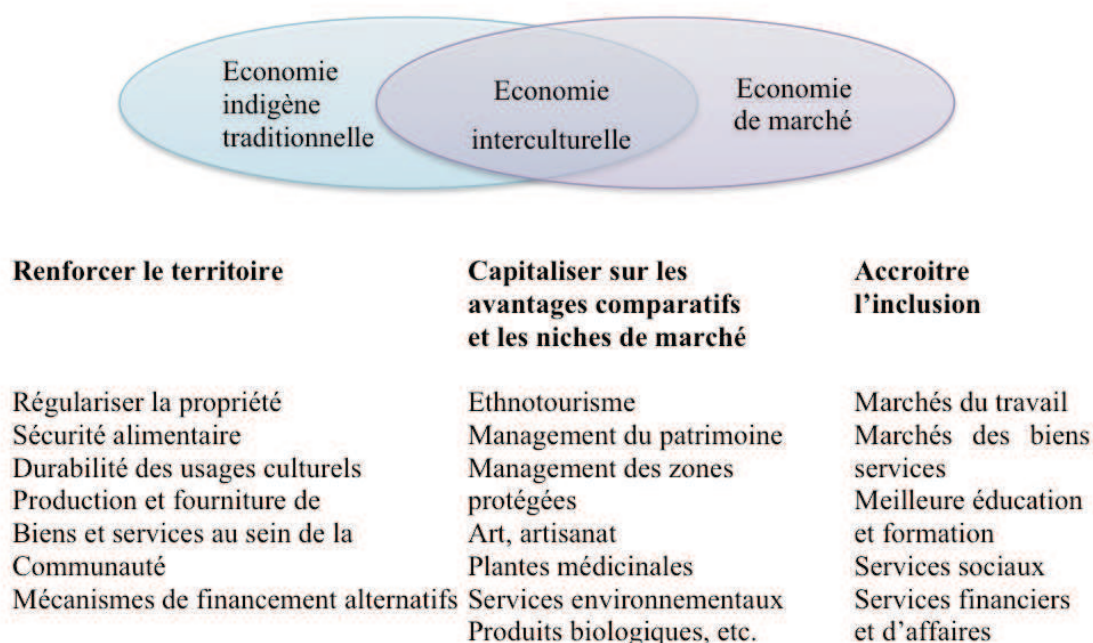 Economie
indigène
traditionnelle
Economie
interculturelle
Economie
de marché
Renforcer le territoire
Capitaliser sur les
avantages comparatifs
et les niches de marché
Accroitre
l’inclusion
Régulariser la propriété
Sécurité alimentaire
Durabilité des usages culturels
Production et fourniture de
Biens et services au sein de la
Communauté
Mécanismes de financement alternatifs
Ethnotourisme
Management du patrimoine
Management des zones
protégées
Art, artisanat
Plantes médicinales
Services environnementaux
Produits biologiques, etc.
Marchés du travail
Marchés des biens
services
Meilleure éducation
et formation
Services sociaux
Services financiers
et d’affaires